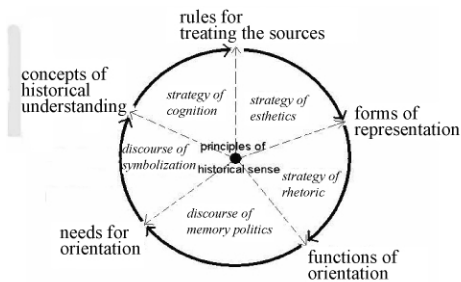 rules for
treating the sources
concepts of
historical
understanding
strategy of
cognition
strategy of
esthetics
forms of
representation
discourse of
symbolization
principles of
historical sense
strategy of
rhetoric
needs for
orientation
discourse of
memory politics
functions of
orientation